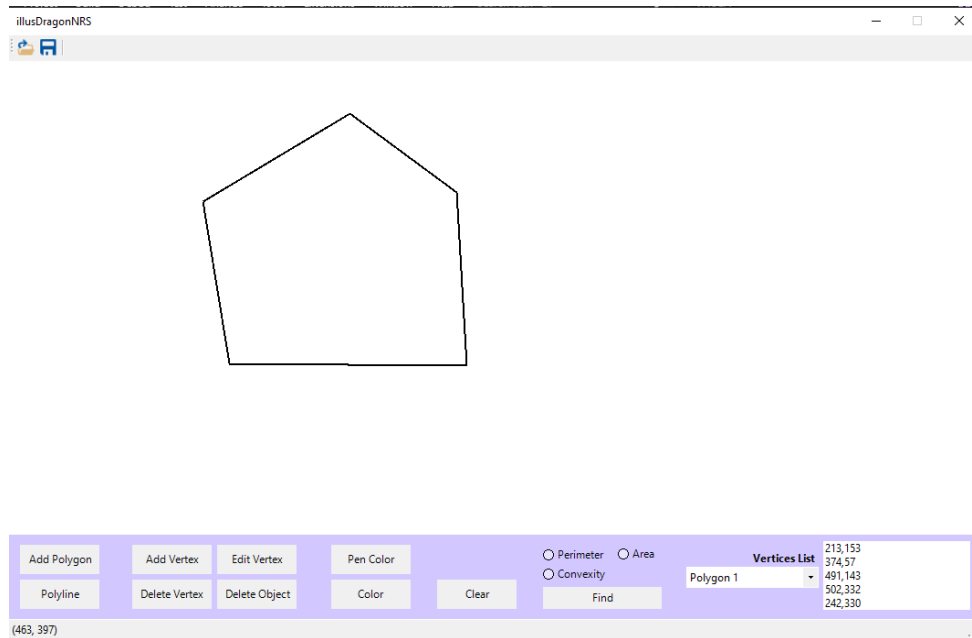 illusDragonNRS
Add Polygon
Add Vertex
Edit Vertex
Pen Color
Perimeter
Area
Convexity
Vertices List
Polygon 1
213,153
374,57
491,143
502,332
242,330
Polyline
Delete Vertex
Delete Object
Color
Clear
Find
(463, 397)